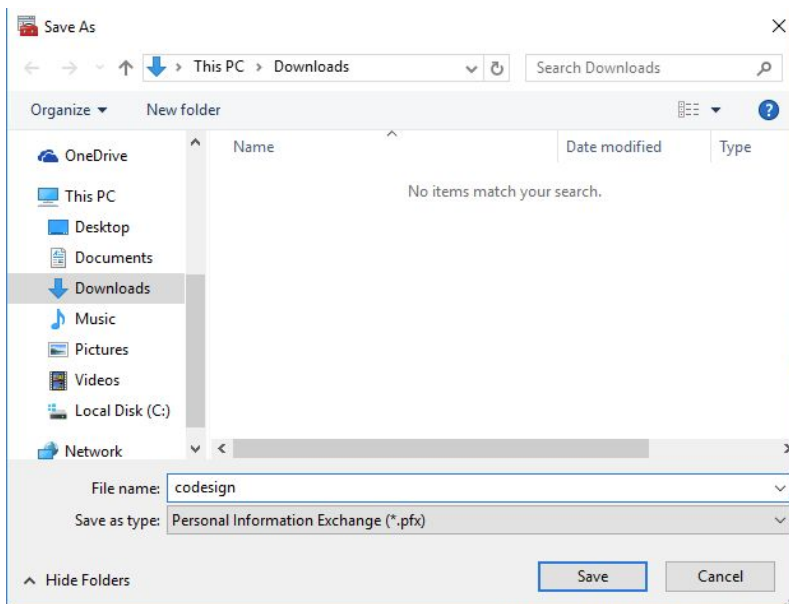 Save As
This PC > Downloads
Search Downloads
Organize
New folder
Name
Date modified
Type
No items match your search.
OneDrive
This PC
Desktop
Documents
Downloads
Music
Pictures
Videos
Local Disk (C:)
Network
File name: codesign
Save as type: Personal Information Exchange (*.pfx)
Hide Folders
Save
Cancel